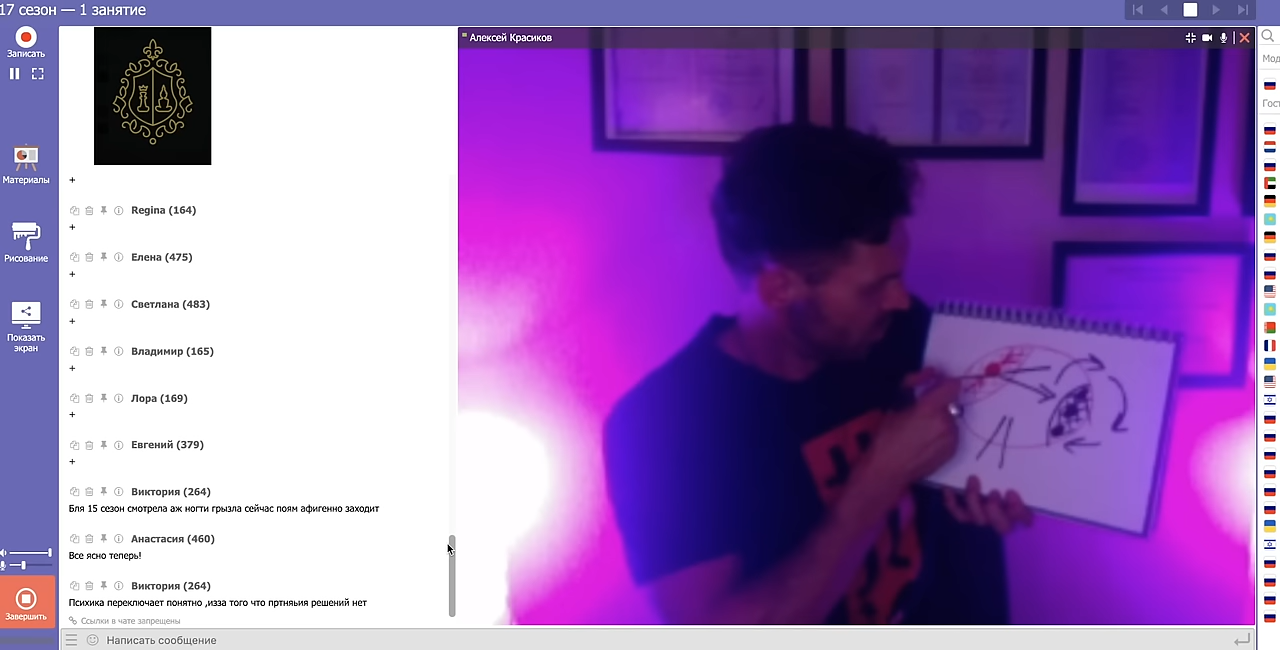 17 сезон — 1 занятие
Записать
Материалы
Рисование
Показать
экран
Завершить
+
Regina (164)
+
Елена (475)
+
Светлана (483)
+
Владимир (165)
+
Лора (169)
+
Евгений (379)
+
Виктория (264)
Бля 15 сезон смотрела аж ногти грызла сейчас поям афигенно заходит
Анастасия (460)
Все ясно теперь!
Виктория (264)
Психика переключает понятно ,изза того что пртняьия решений нет
Ссылки в чате запрещены
Написать сообщение
Алексей Красиков
Мод
Гост